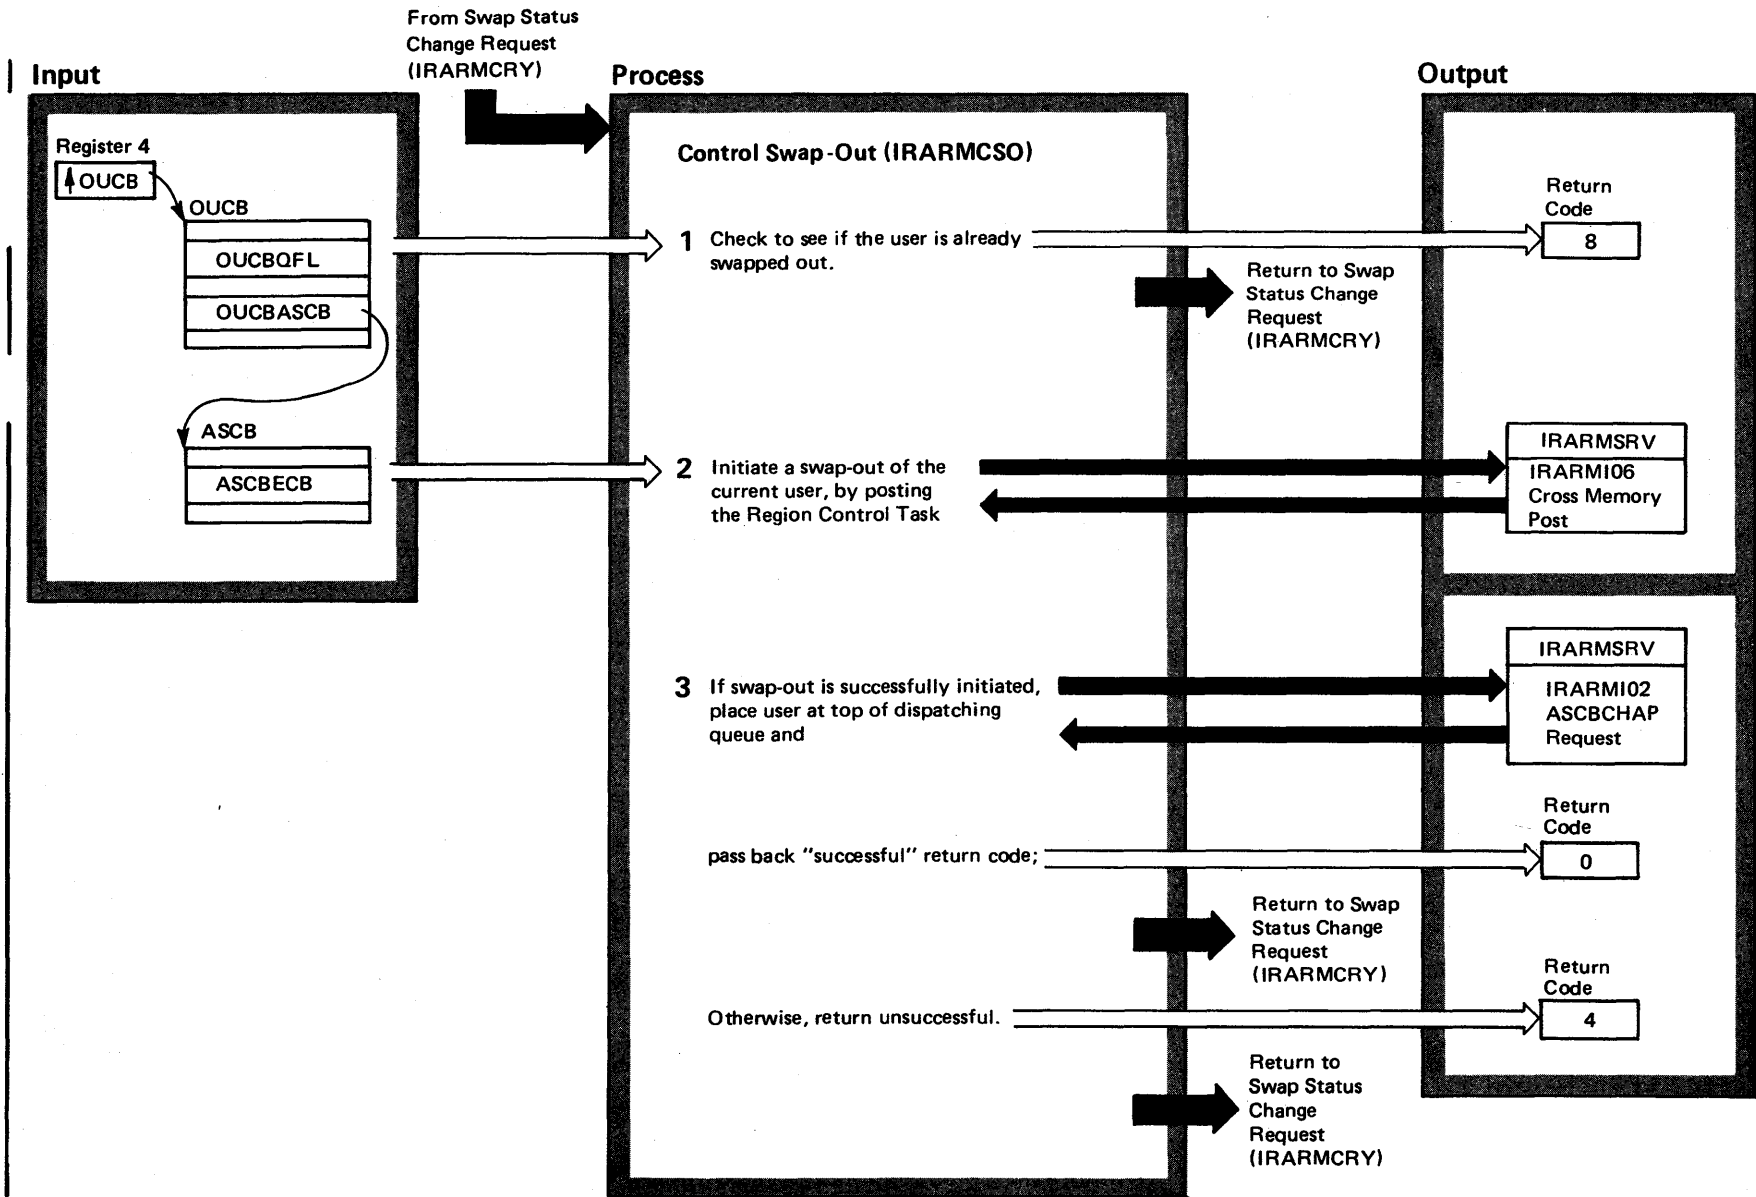 From Swap Status
Change Request
(IRARMCRY)
Input
Process
Output
Register 4
OUCB
OUCB
OUCBQFL
OUCBASCB
ASCB
ASCBECB
Control Swap-Out (IRARMCSO)
1 Check to see if the user is already
swapped out.
Return
Code
8
Return to Swap
Status Change
Request
(IRARMCRY)
2 Initiate a swap-out of the
current user, by posting
the Region Control Task
IRARMSRV
IRARMI06
Cross Memory
Post
3 If swap-out is successfully initiated,
place user at top of dispatching
queue and
IRARMSRV
IRARMI02
ASCBCHAP
Request
pass back "successful" return code;
Return
Code
0
Return to Swap
Status Change
Request
(IRARMCRY)
Otherwise, return unsuccessful.
Return
Code
4
Return to
Swap Status
Change
Request
(IRARMCRY)